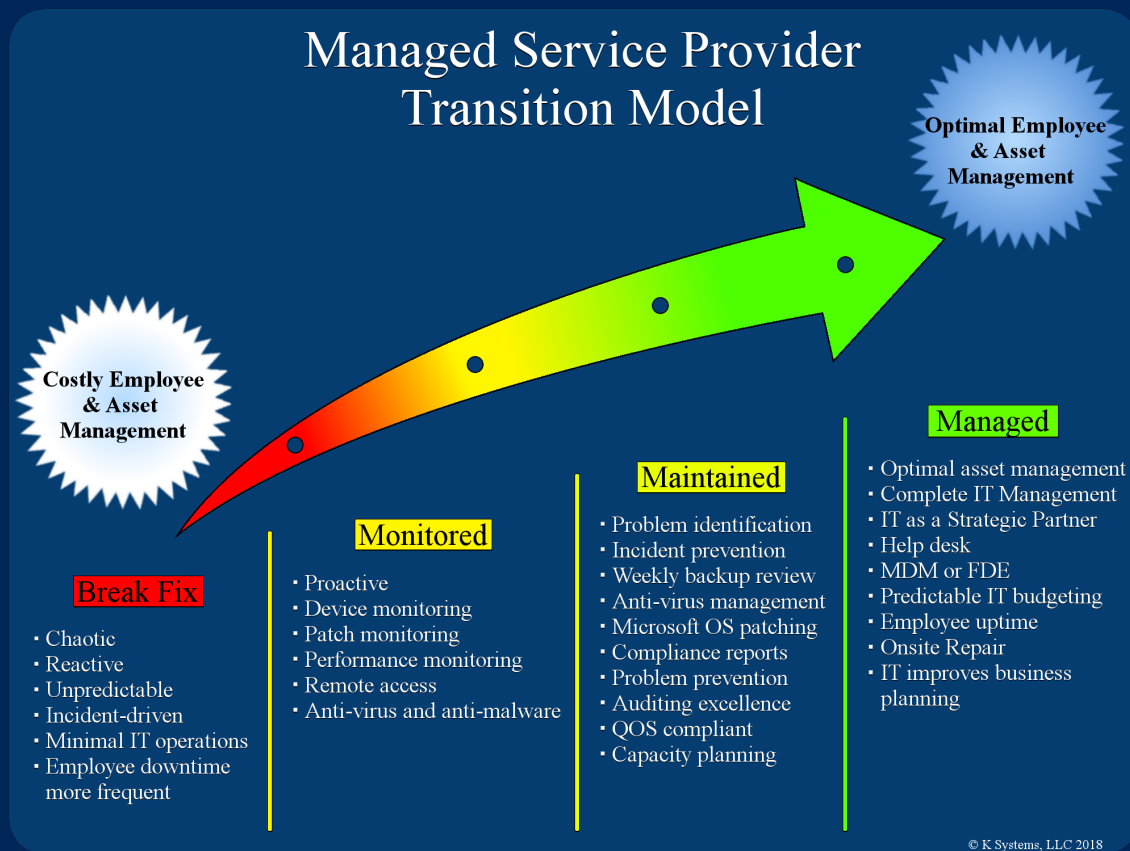 Managed Service Provider
Transition Model
Optimal Employee
& Asset
Management
Costly Employee
& Asset
Management
Break Fix
· Chaotic
· Reactive
· Unpredictable
· Incident-driven
· Minimal IT operations
· Employee downtime
more frequent
Monitored
· Proactive
· Device monitoring
· Patch monitoring
· Performance monitoring
· Remote access
· Anti-virus and anti-malware
Maintained
· Problem identification
· Incident prevention
· Weekly backup review
· Anti-virus management
· Microsoft OS patching
· Compliance reports
· Problem prevention
· Auditing excellence
· QOS compliant
· Capacity planning
Managed
· Optimal asset management
· Complete IT Management
· IT as a Strategic Partner
· Help desk
· MDM or FDE
· Predictable IT budgeting
· Employee uptime
· Onsite Repair
· IT improves business
planning
© K Systems, LLC 2018